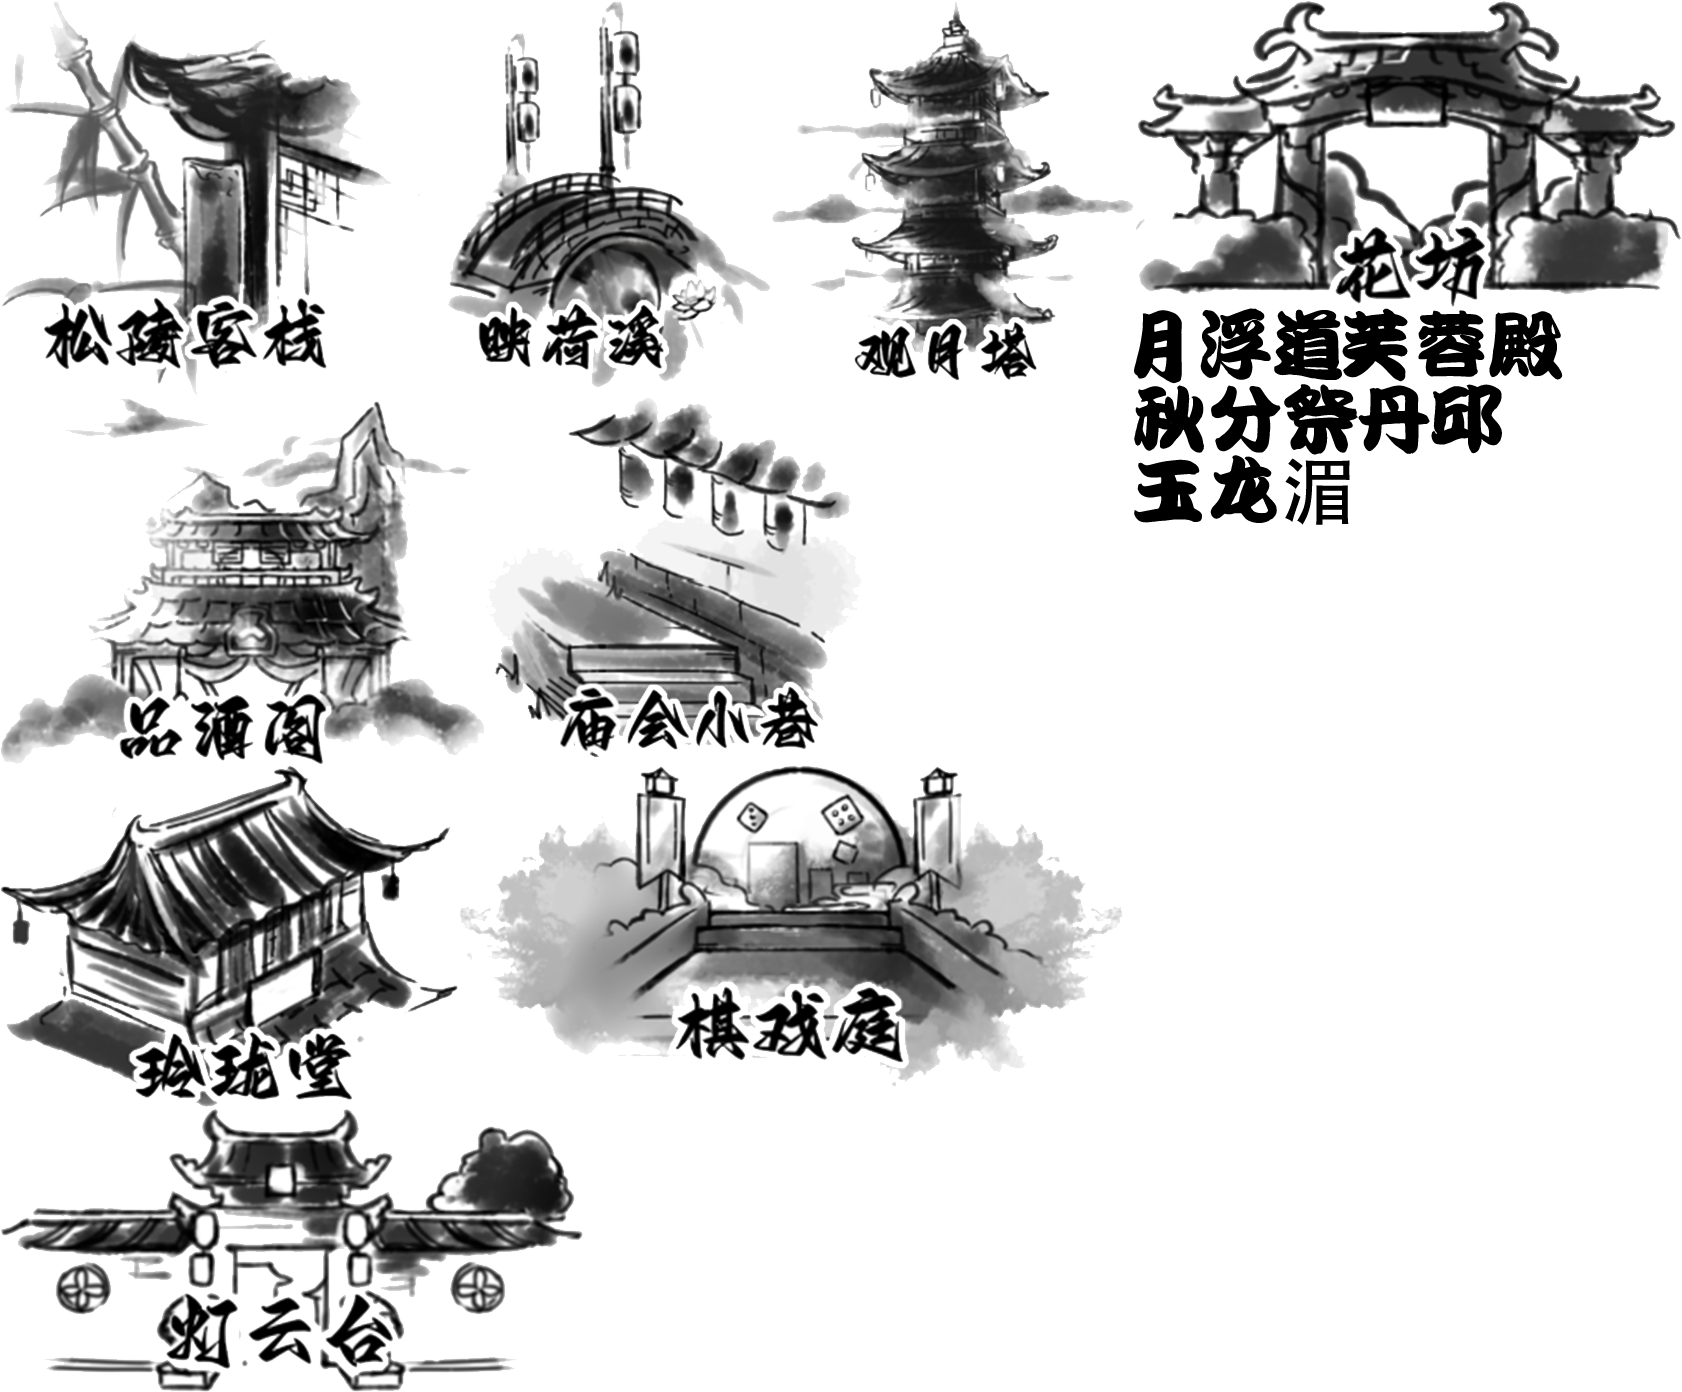 松陵客栈
映荷溪
观月塔
花坊
月浮道芙蓉殿
秋分祭丹邱
玉龙湄
品酒阁
庙会小巷
玲珑堂
棋戏庭
灯云台